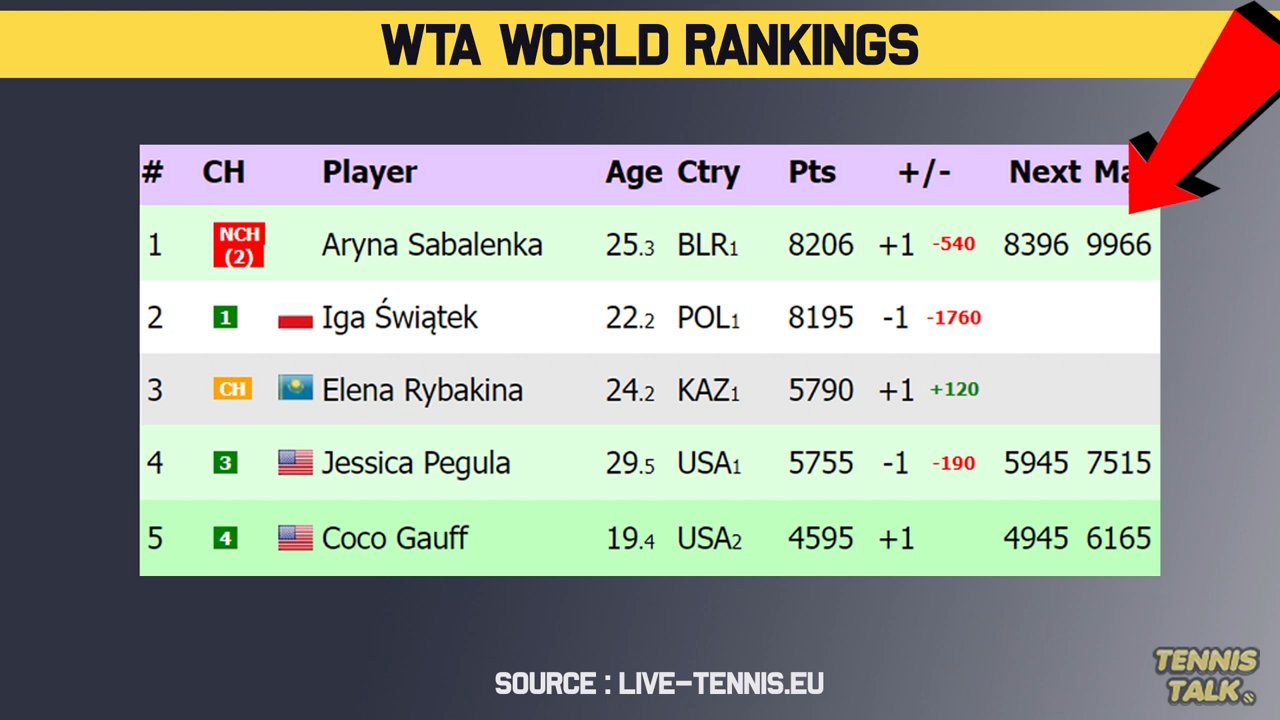 WTA WORLD RANKINGS
# CH Player Age Ctry Pts +/- Next
1 NCH (2) Aryna Sabalenka 25.3 BLR1 8206 +1 -540 8396 9966
2 1 Iga Świątek 22.2 POL1 8195 -1 -1760
3 CH Elena Rybakina 24.2 KAZ1 5790 +1 +120
4 3 Jessica Pegula 29.5 USA1 5755 -1 -190 5945 7515
5 4 Coco Gauff 19.4 USA2 4595 +1 4945 6165
SOURCE : LIVE-TENNIS.EU
TENNIS
TALK